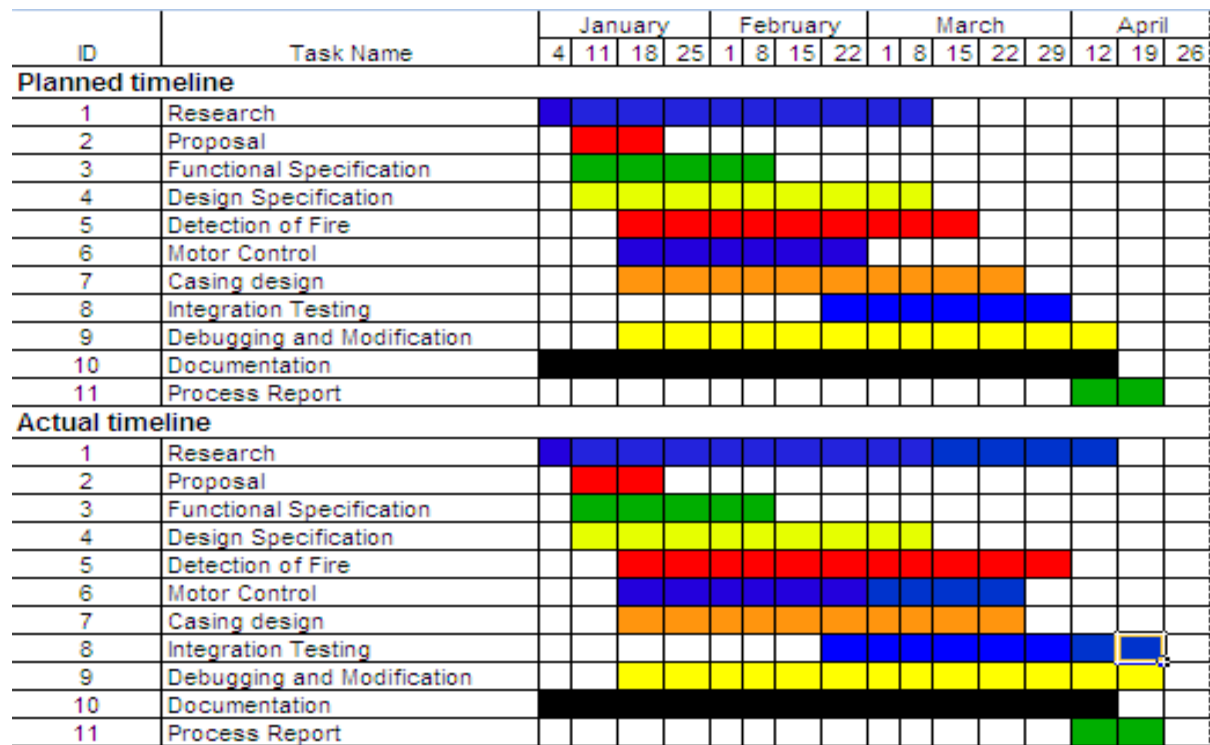 January February March April
ID Task Name 4 11 18 25 1 8 15 22 1 8 15 22 29 12 19 26
Planned timeline
1 Research
2 Proposal
3 Functional Specification
4 Design Specification
5 Detection of Fire
6 Motor Control
7 Casing design
8 Integration Testing
9 Debugging and Modification
10 Documentation
11 Process Report
Actual timeline
1 Research
2 Proposal
3 Functional Specification
4 Design Specification
5 Detection of Fire
6 Motor Control
7 Casing design
8 Integration Testing
9 Debugging and Modification
10 Documentation
11 Process Report